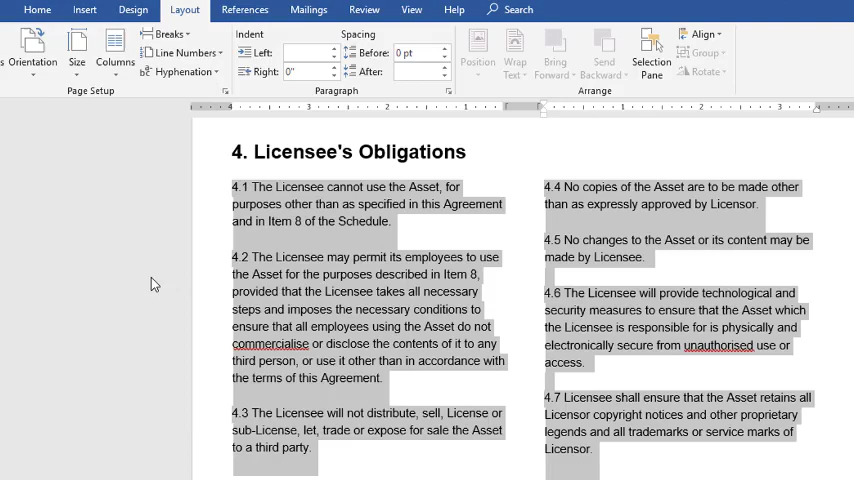 Home Insert Design Layout References Mailings Review View Help Search
Breaks
Line Numbers
Hyphenation
s Orientation Size Columns
Page Setup
Indent
Left:
Right: 0"
Spacing
Before: 0 pt
After:
Paragraph
Position Wrap Text Bring Forward Send Backward Selection Pane
Align
Group
Rotate
Arrange
4 3 2 1 1 2 3
4. Licensee's Obligations
4.1 The Licensee cannot use the Asset, for
purposes other than as specified in this Agreement
and in Item 8 of the Schedule.
4.2 The Licensee may permit its employees to use
the Asset for the purposes described in Item 8,
provided that the Licensee takes all necessary
steps and imposes the necessary conditions to
ensure that all employees using the Asset do not
commercialise or disclose the contents of it to any
third person, or use it other than in accordance with
the terms of this Agreement.
4.3 The Licensee will not distribute, sell, License or
sub-License, let, trade or expose for sale the Asset
to a third party.
4.4 No copies of the Asset are to be made other
than as expressly approved by Licensor.
4.5 No changes to the Asset or its content may be
made by Licensee.
4.6 The Licensee will provide technological and
security measures to ensure that the Asset which
the Licensee is responsible for is physically and
electronically secure from unauthorised use or
access.
4.7 Licensee shall ensure that the Asset retains all
Licensor copyright notices and other proprietary
legends and all trademarks or service marks of
Licensor.